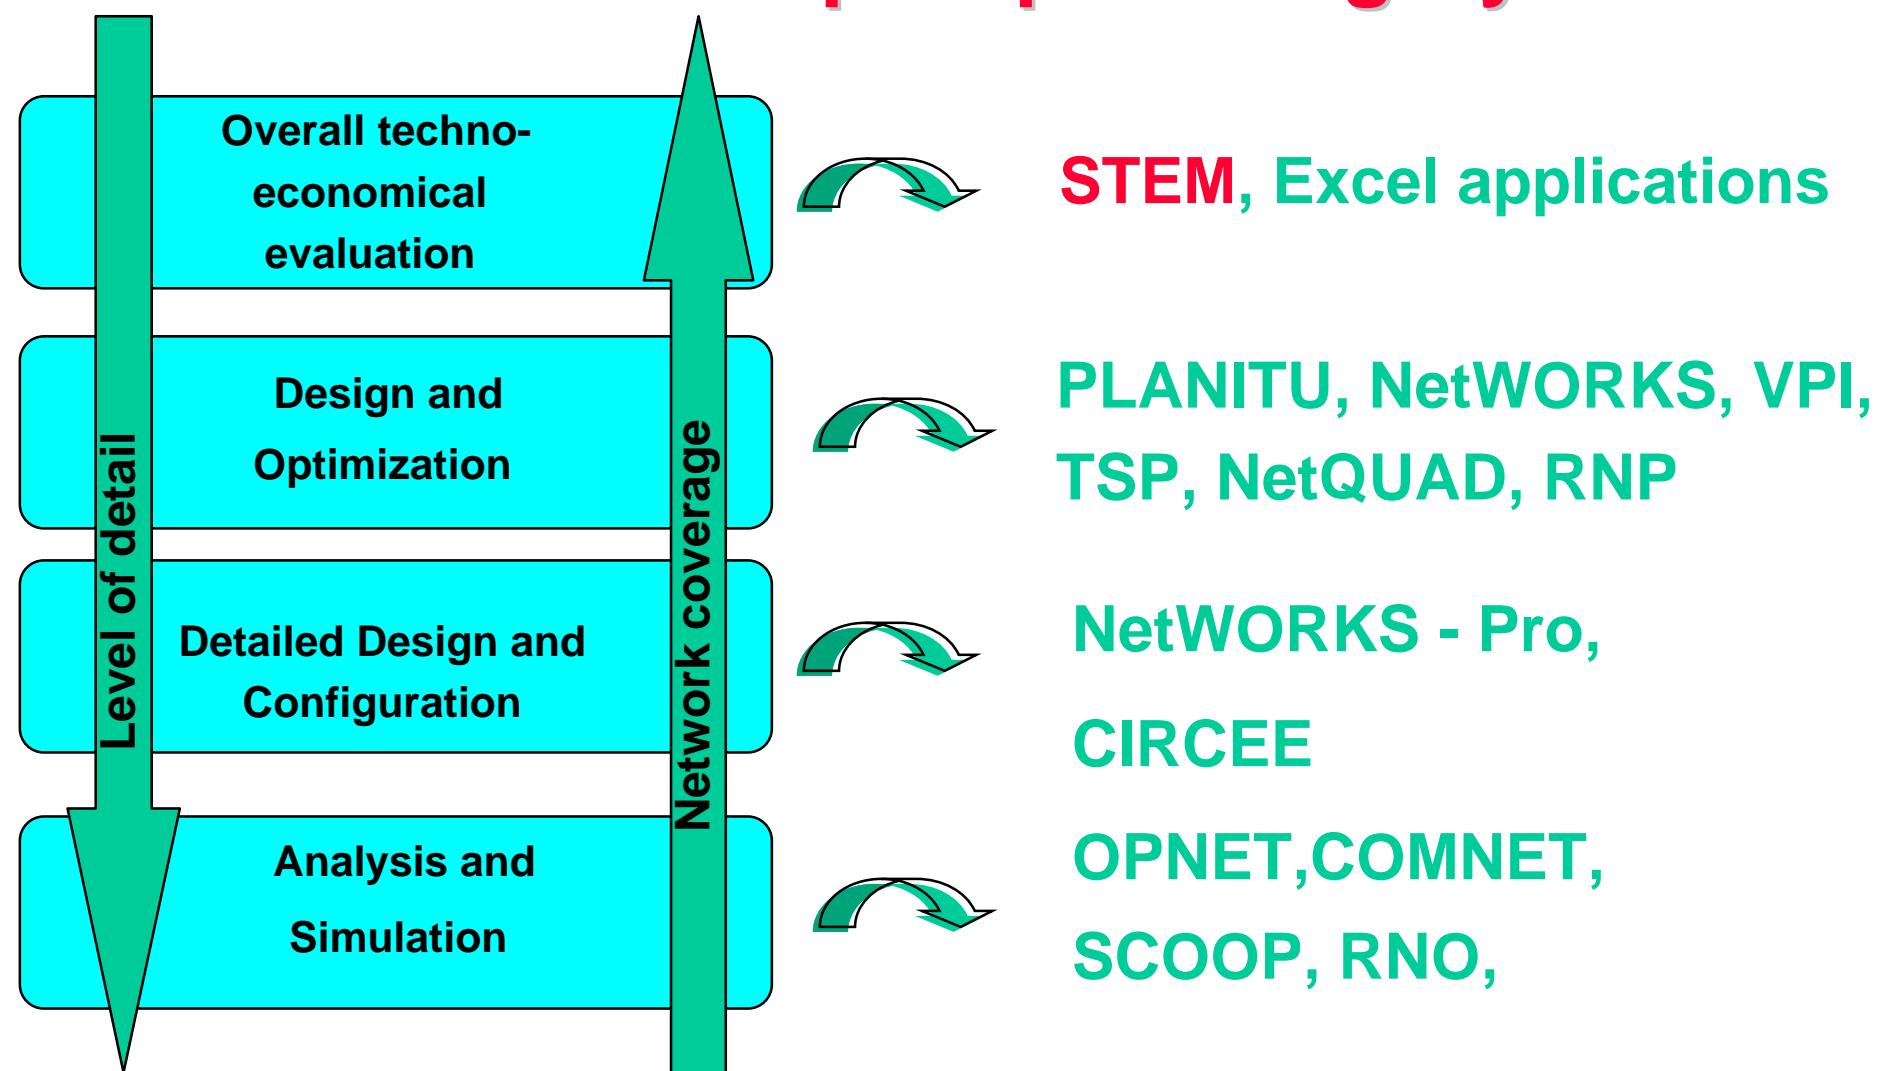 Overall techno-
economical
evaluation
STEM, Excel applications
Design and
Optimization
PLANITU, NetWORKS, VPI,
TSP, NetQUAD, RNP
Level of detail
Network coverage
Detailed Design and
Configuration
NetWORKS - Pro,
CIRCEE
Analysis and
Simulation
OPNET,COMNET,
SCOOP, RNO,